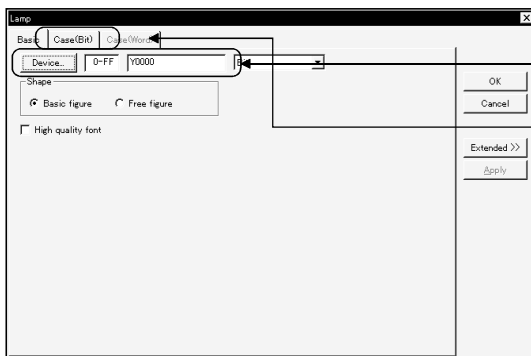 Lamp
Basic Case(Bit) Case(Word)
Device... 0-FF Y0000
Shape
Basic figure Free figure
High quality font
OK
Cancel
Extended >>
Apply